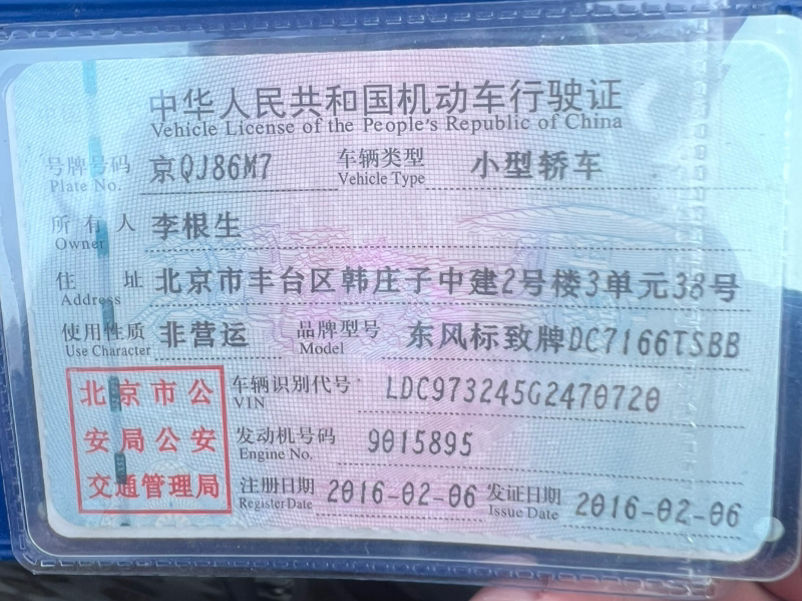 中华人民共和国机动车行驶证
Vehicle License of the People's Republic of China
号牌号码 京QJ86M7 车辆类型 小型轿车
Plate No. Vehicle Type
所有人 李根生
Owner
住址 北京市丰台区韩庄子中建2号楼3单元38号
Address
使用性质 非营运 品牌型号 东风标致牌DC7166TSBB
Use Character Model
北京市公 车辆识别代号 LDC973245G2470720
VIN
安局公安 发动机号码 9015895
Engine No.
交通管理局 注册日期 2016-02-06 发证日期 2016-02-06
Register Date Issue Date